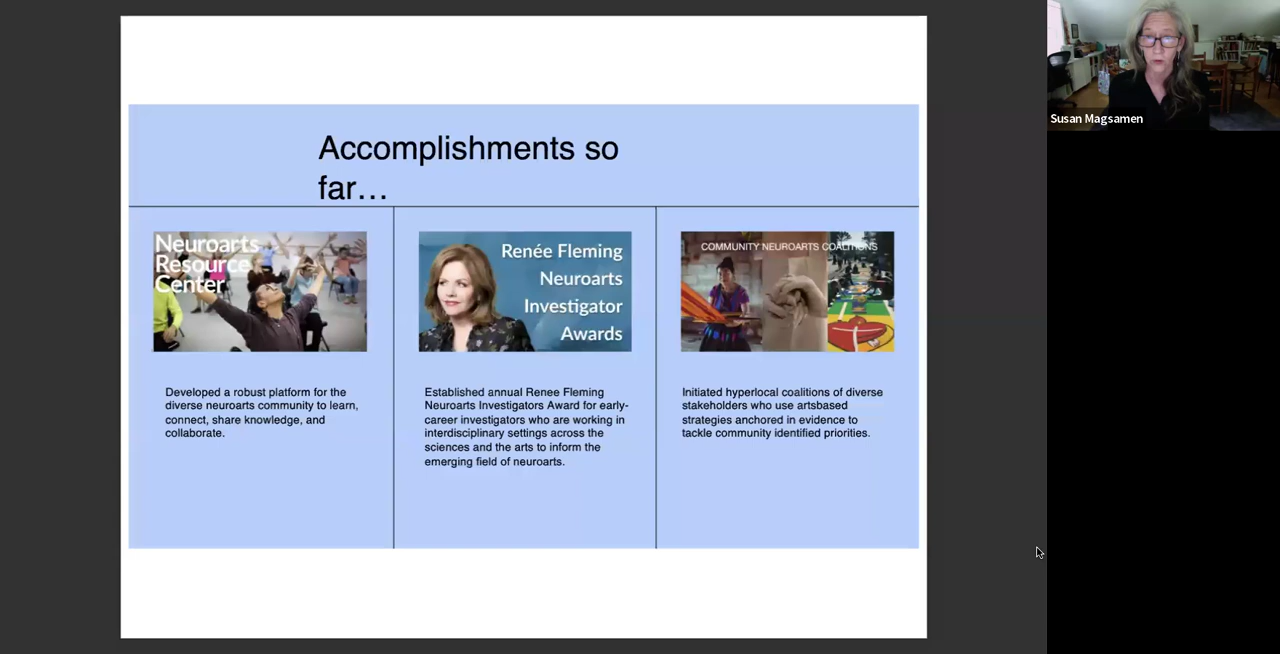 Accomplishments so
far…
Neuroarts
Resource
Center
Developed a robust platform for the
diverse neuroarts community to learn,
connect, share knowledge, and
collaborate.
Renée Fleming
Neuroarts
Investigator
Awards
Established annual Renee Fleming
Neuroarts Investigators Award for early-
career investigators who are working in
interdisciplinary settings across the
sciences and the arts to inform the
emerging field of neuroarts.
COMMUNITY NEUROARTS COALITIONS
Initiated hyperlocal coalitions of diverse
stakeholders who use artsbased
strategies anchored in evidence to
tackle community identified priorities.
Susan Magsamen